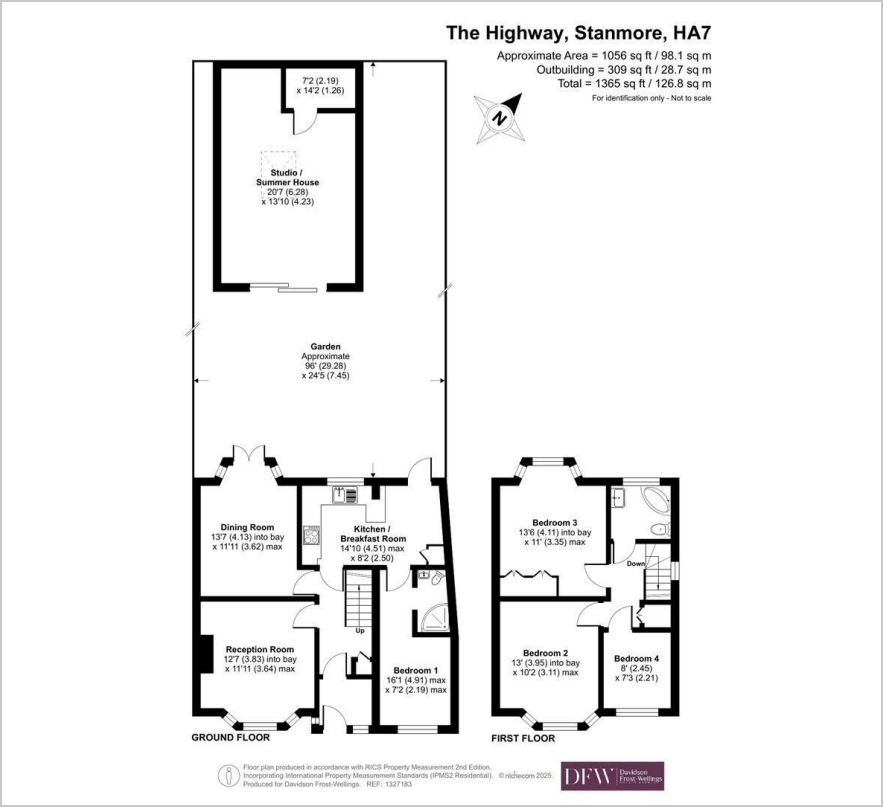 The Highway, Stanmore, HA7
Approximate Area = 1056 sq ft / 98.1 sq m
Outbuilding = 309 sq ft / 28.7 sq m
Total = 1365 sq ft / 126.8 sq m
For identification only - Not to scale
N
7'2 (2.19)
x 14'2 (1.26)
Studio /
Summer House
20'7 (6.28)
x 13'10 (4.23)
Garden
Approximate
96' (29.28)
x 24'5 (7.45)
Dining Room
13'7 (4.13) into bay
x 11'11 (3.62) max
Kitchen /
Breakfast Room
14'10 (4.51) max
x 8'2 (2.50)
Up
Reception Room
12'7 (3.83) into bay
x 11'11 (3.64) max
Bedroom 1
16'1 (4.91) max
x 7'2 (2.19) max
GROUND FLOOR
Bedroom 3
13'6 (4.11) into bay
x 11' (3.35) max
Down
Bedroom 2
13' (3.95) into bay
x 10'2 (3.11) max
Bedroom 4
8' (2.45)
x 7'3 (2.21)
FIRST FLOOR
Floor plan produced in accordance with RICS Property Measurement 2nd Edition,
Incorporating International Property Measurement Standards (IPMS2 Residential). © nichecom 2025.
Produced for Davidson Frost-Wellings. REF: 1327183
DFW
Davidson
Frost-Wellings